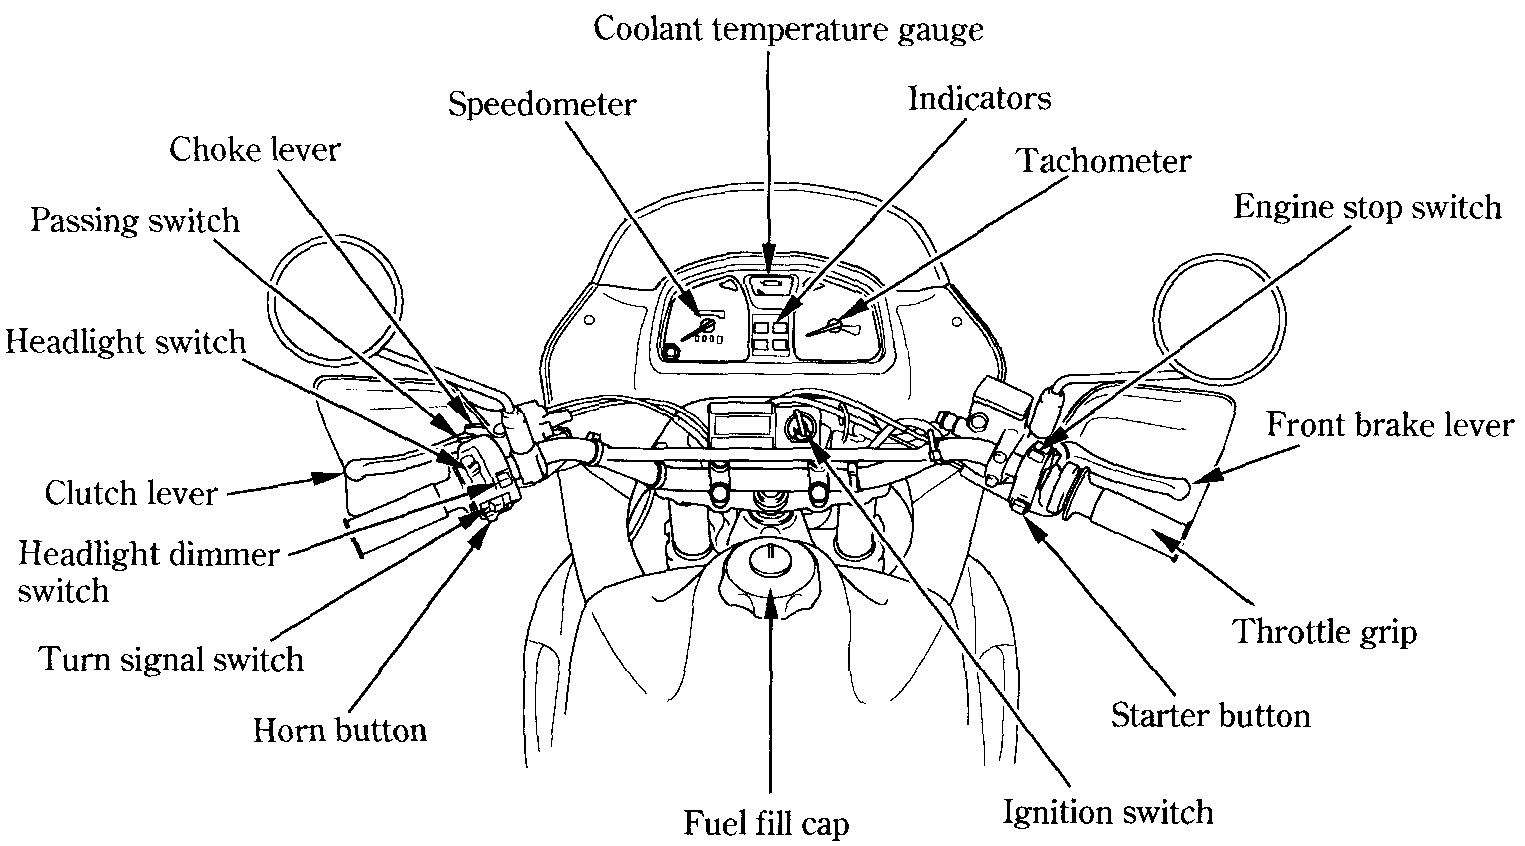 Coolant temperature gauge
Speedometer
Indicators
Choke lever
Tachometer
Passing switch
Engine stop switch
Headlight switch
Front brake lever
Clutch lever
Headlight dimmer
switch
Throttle grip
Turn signal switch
Starter button
Horn button
Ignition switch
Fuel fill cap